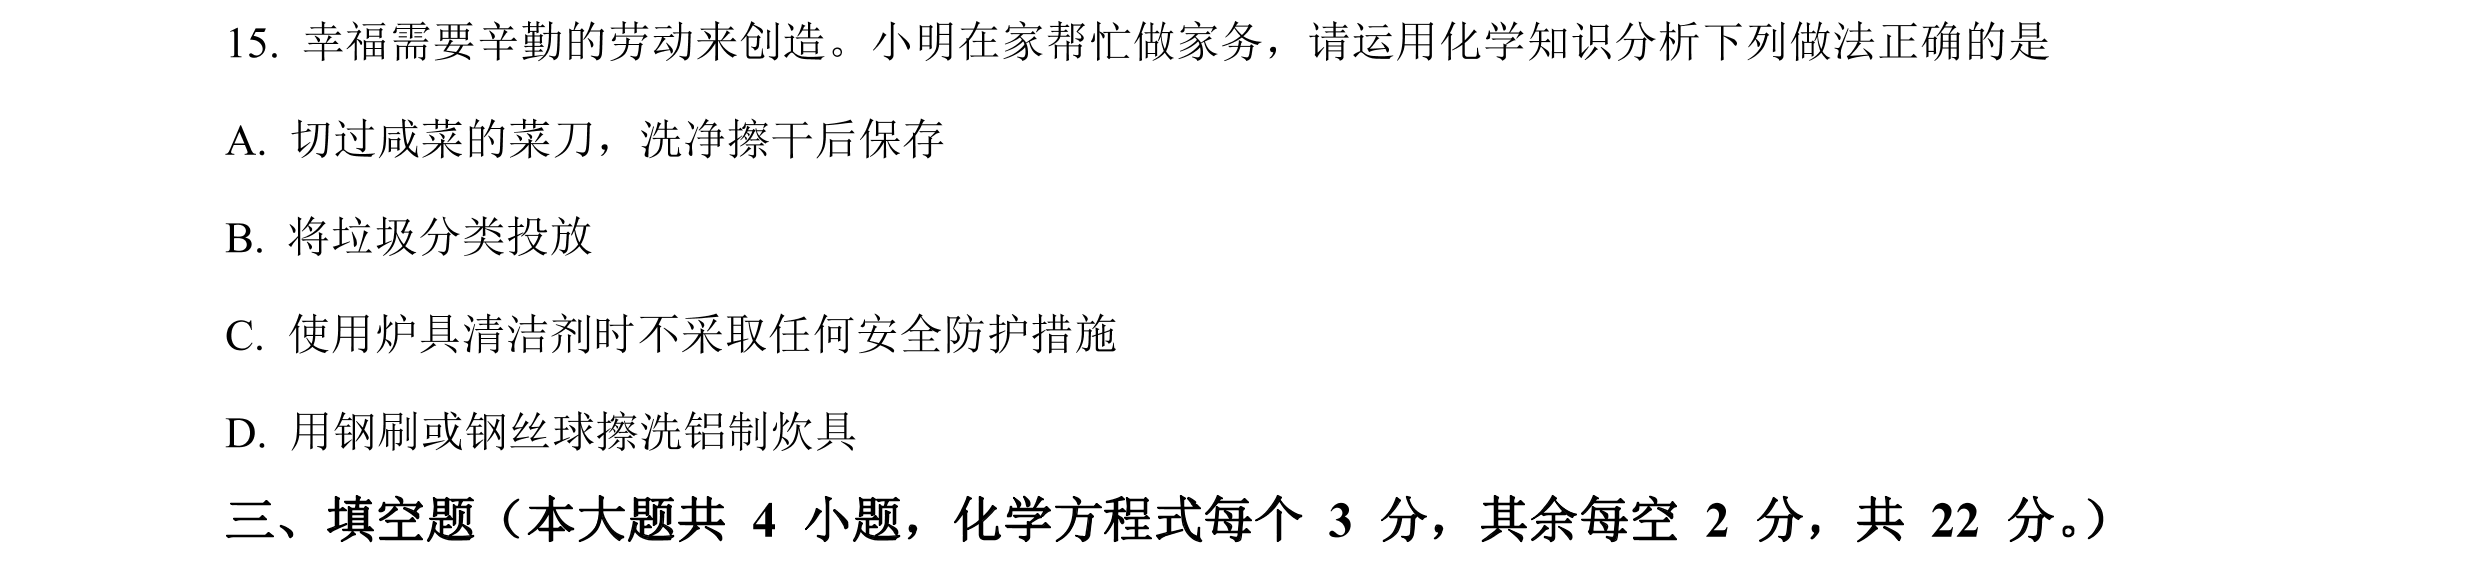 15. 幸福需要辛勤的劳动来创造。小明在家帮忙做家务，请运用化学知识分析下列做法正确的是
A. 切过咸菜的菜刀，洗净擦干后保存
B. 将垃圾分类投放
C. 使用炉具清洁剂时不采取任何安全防护措施
D. 用钢刷或钢丝球擦洗铝制炊具
三、填空题（本大题共 4 小题，化学方程式每个 3 分，其余每空 2 分，共 22 分。）